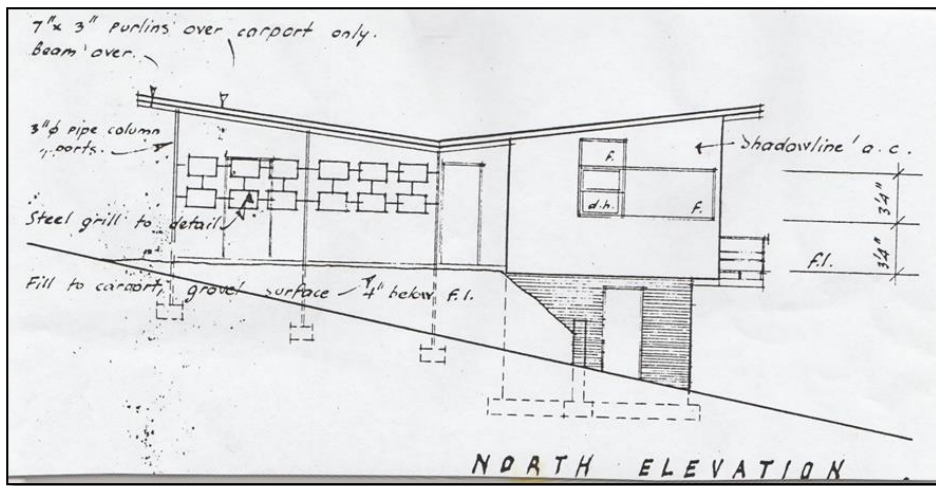 7" x 3" purlins over carport only.
Beam over.
3" ϕ pipe column
ports.
Steel grill to detail
Fill to carport, gravel surface 4" below f.l.
f.
d.h.
f.
'Shadowline' a.c.
3'4"
3'4"
f.l.
NORTH ELEVATION